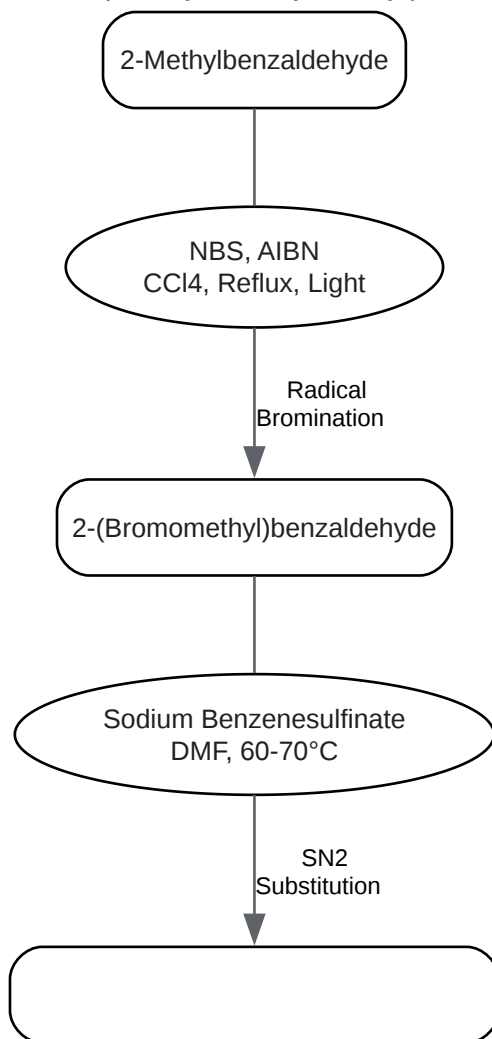 2-Methylbenzaldehyde
NBS, AIBN
CCl4, Reflux, Light
Radical
Bromination
2-(Bromomethyl)benzaldehyde
Sodium Benzenesulfinate
DMF, 60-70°C
SN2
Substitution